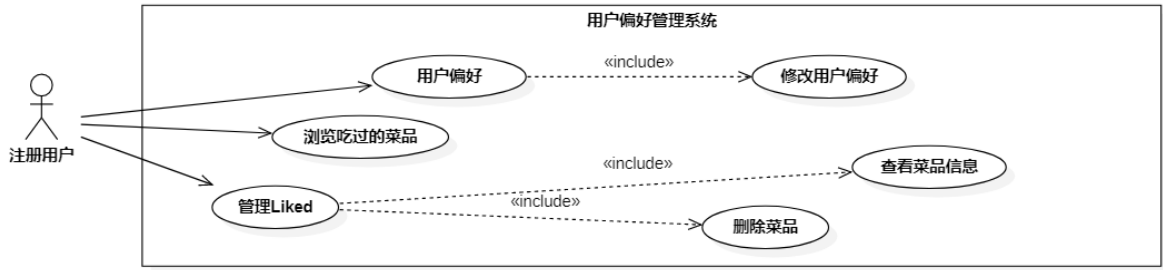 用户偏好管理系统
用户偏好
«include»
修改用户偏好
注册用户
浏览吃过的菜品
«include»
查看菜品信息
管理Liked
«include»
删除菜品